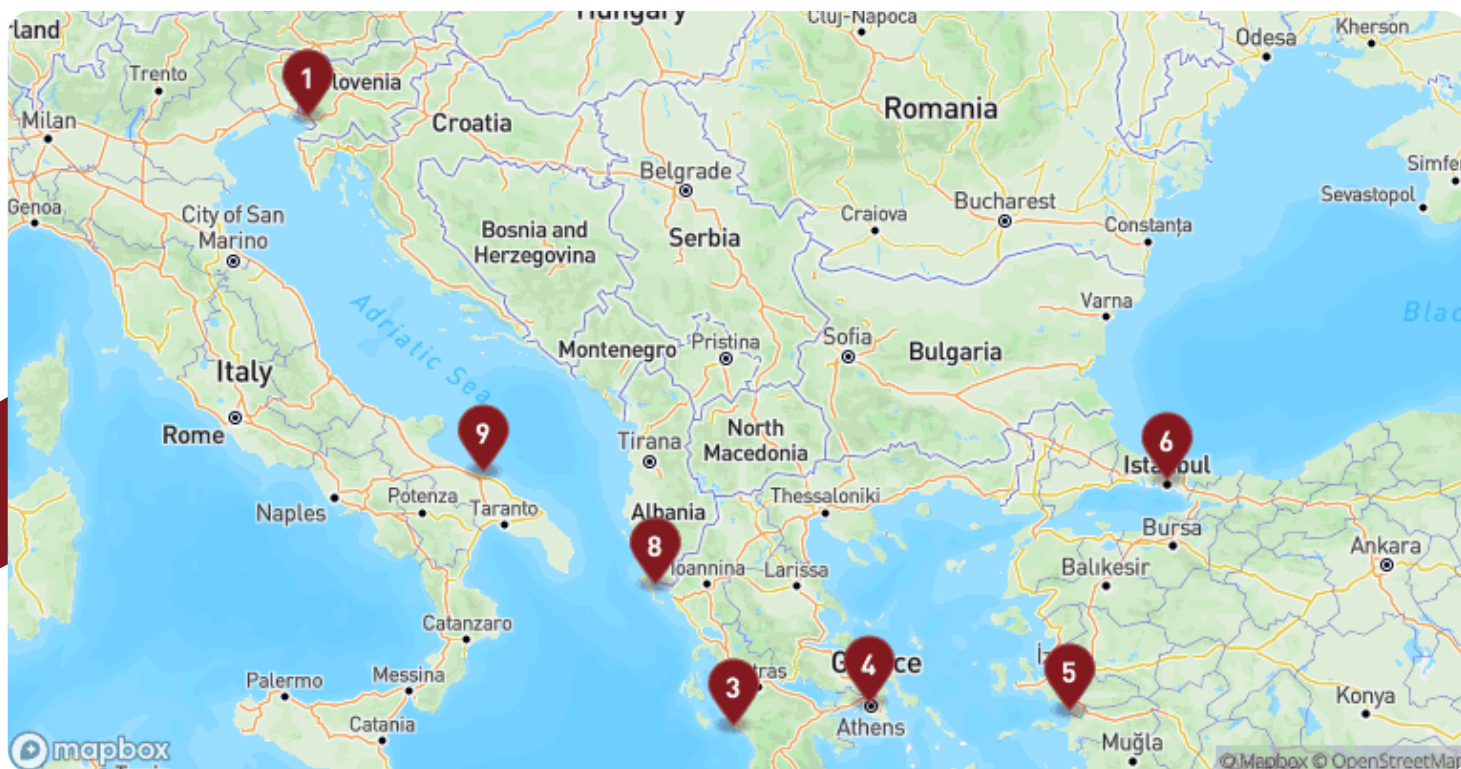 Hungary
Cluj-Napoca
Kherson
Odesa
rland
Trento
1
lovenia
Romania
Milan
Croatia
Belgrade
Simfe
Sevastopol
Genoa
City of San
Marino
Bosnia and
Herzegovina
Serbia
Craiova
Bucharest
Constanța
Varna
Adriatic Sea
Blac
Montenegro
Pristina
Sofia
Bulgaria
Italy
Rome
9
Tirana
North
Macedonia
6
Istanbul
Potenza
Naples
Taranto
Albania
Thessaloniki
Bursa
Ankara
8
Ioannina
Larissa
Balıkesir
Catanzaro
Palermo
Messina
3
tras
Greece
4
İz
5
Konya
Catania
Athens
Muğla
mapbox
© Mapbox © OpenStreetMap